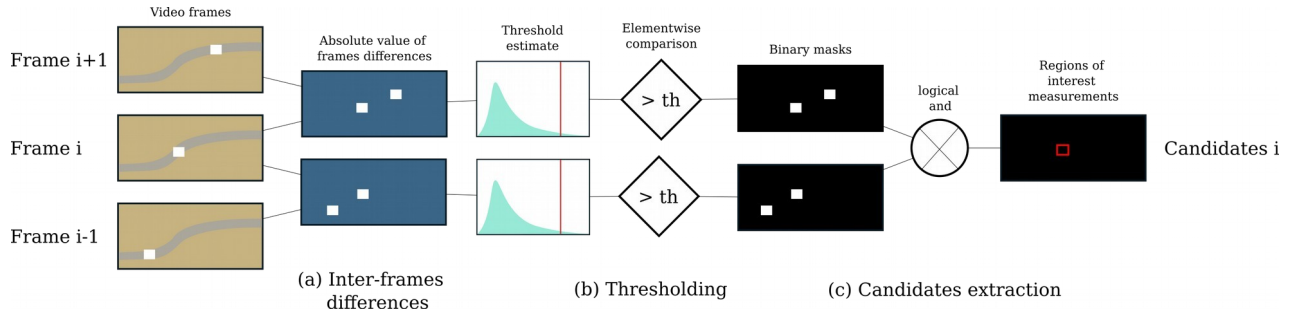 Video frames
Frame i+1
Frame i
Frame i-1
Absolute value of
frames differences
(a) Inter-frames
differences
Threshold
estimate
Elementwise
comparison
> th
> th
(b) Thresholding
Binary masks
logical
and
(c) Candidates extraction
Regions of
interest
measurements
Candidates i